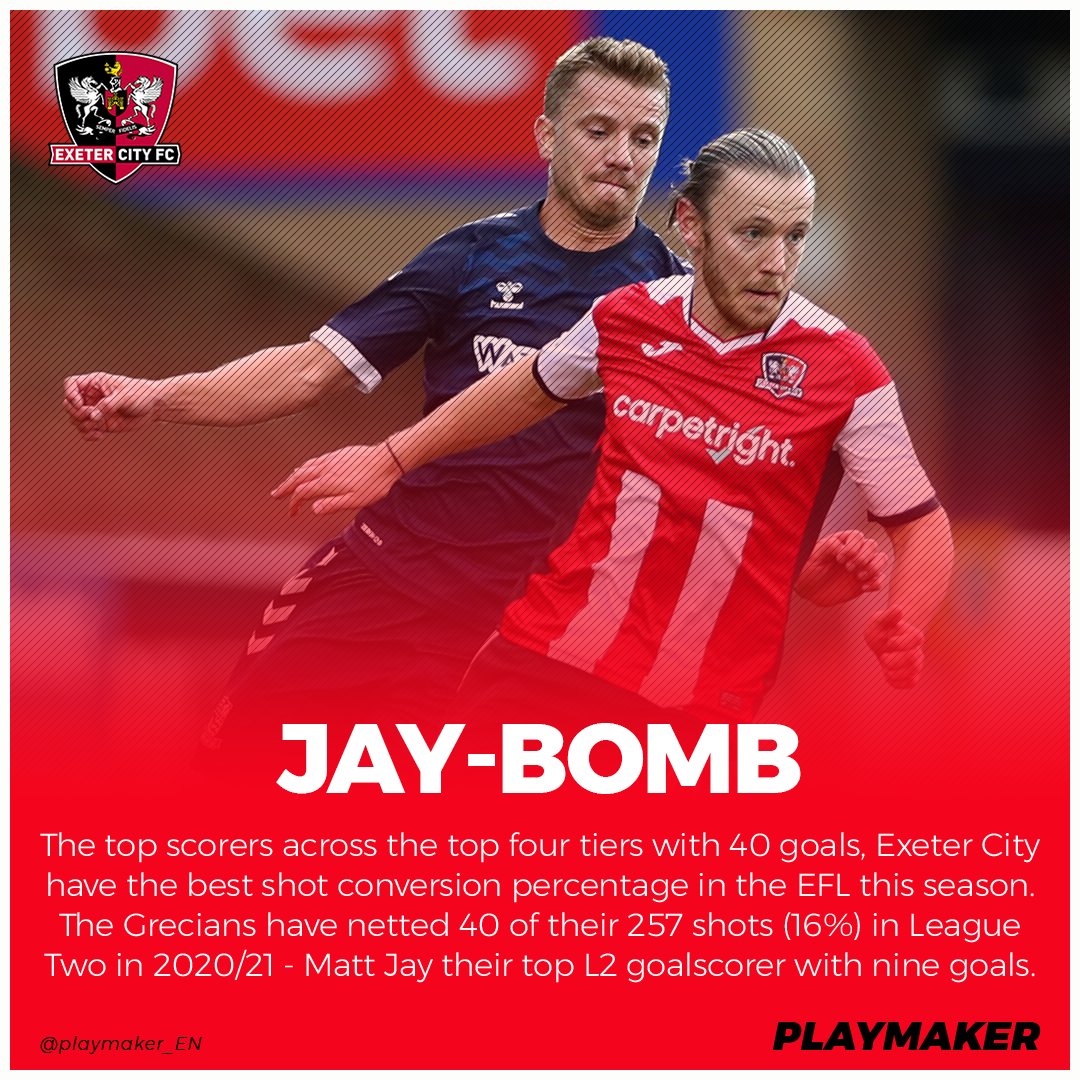 bet
SEMPER FIDELIS
EXETER CITY FC
carpetright.
JAY-BOMB
The top scorers across the top four tiers with 40 goals, Exeter City
have the best shot conversion percentage in the EFL this season.
The Grecians have netted 40 of their 257 shots (16%) in League
Two in 2020/21 - Matt Jay their top L2 goalscorer with nine goals.
@playmaker_EN
PLAYMAKER